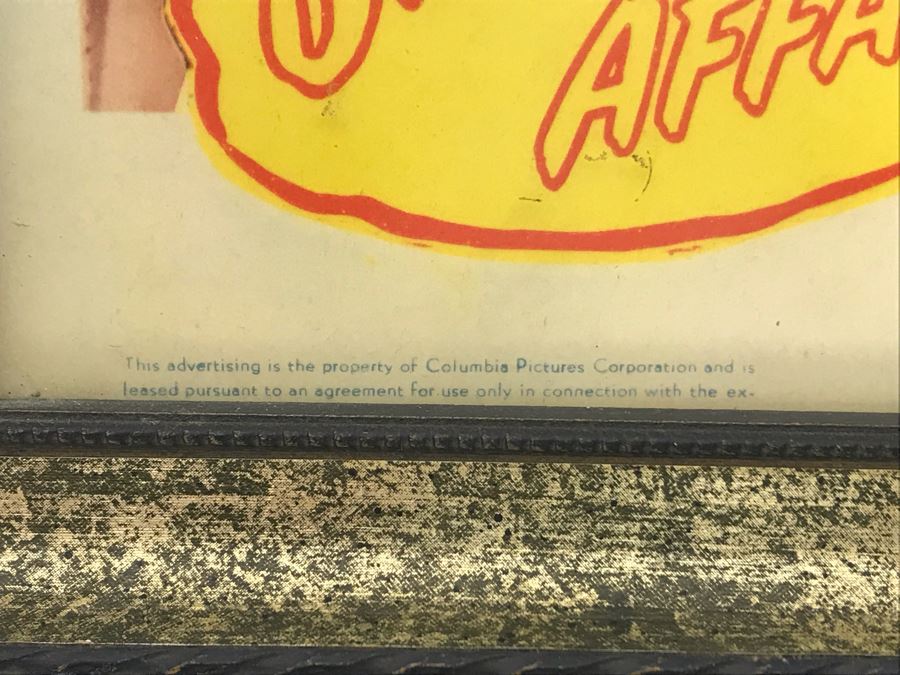 AFFA
This advertising is the property of Columbia Pictures Corporation and is
leased pursuant to an agreement for use only in connection with the ex-